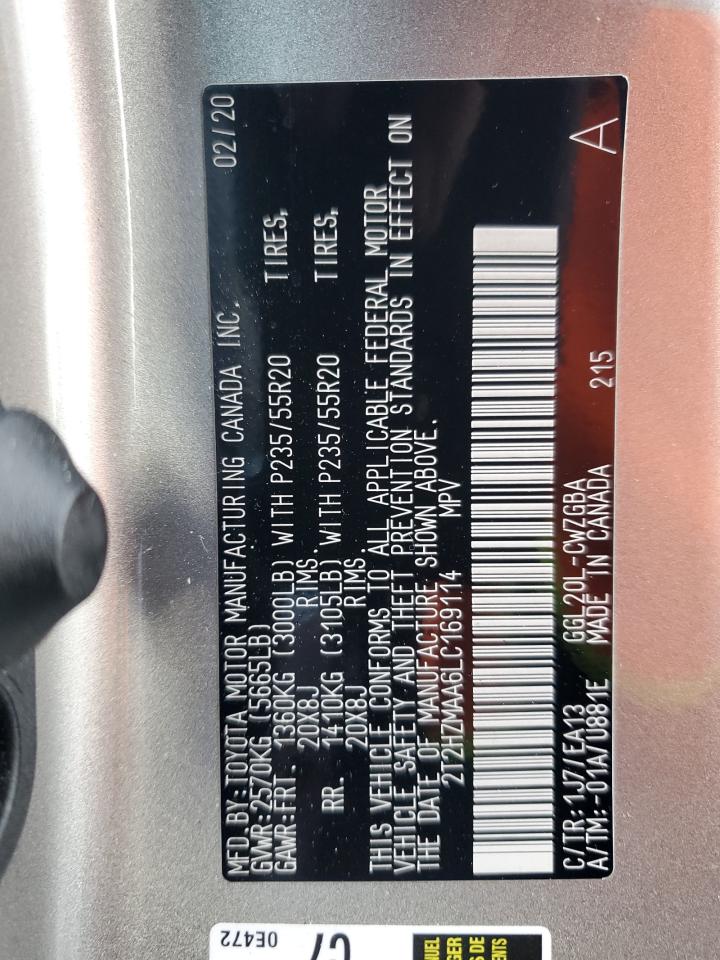 MFD.BY:TOYOTA MOTOR MANUFACTURING CANADA INC. 02/20
GVWR:2570KG (5665LB)
GAWR:FRT. 1360KG (3000LB) WITH P235/55R20 TIRES,
20X8J RIMS.
RR. 1410KG (3105LB) WITH P235/55R20 TIRES,
20X8J RIMS.
THIS VEHICLE CONFORMS TO ALL APPLICABLE FEDERAL MOTOR
VEHICLE SAFETY AND THEFT PREVENTION STANDARDS IN EFFECT ON
THE DATE OF MANUFACTURE SHOWN ABOVE.
2T2HZMAA6LC169114 MPV
C/TR:1J7/EA13 GGL20L-CWZGBA
A/TM:-01A/U881E MADE IN CANADA 215 A
0E472